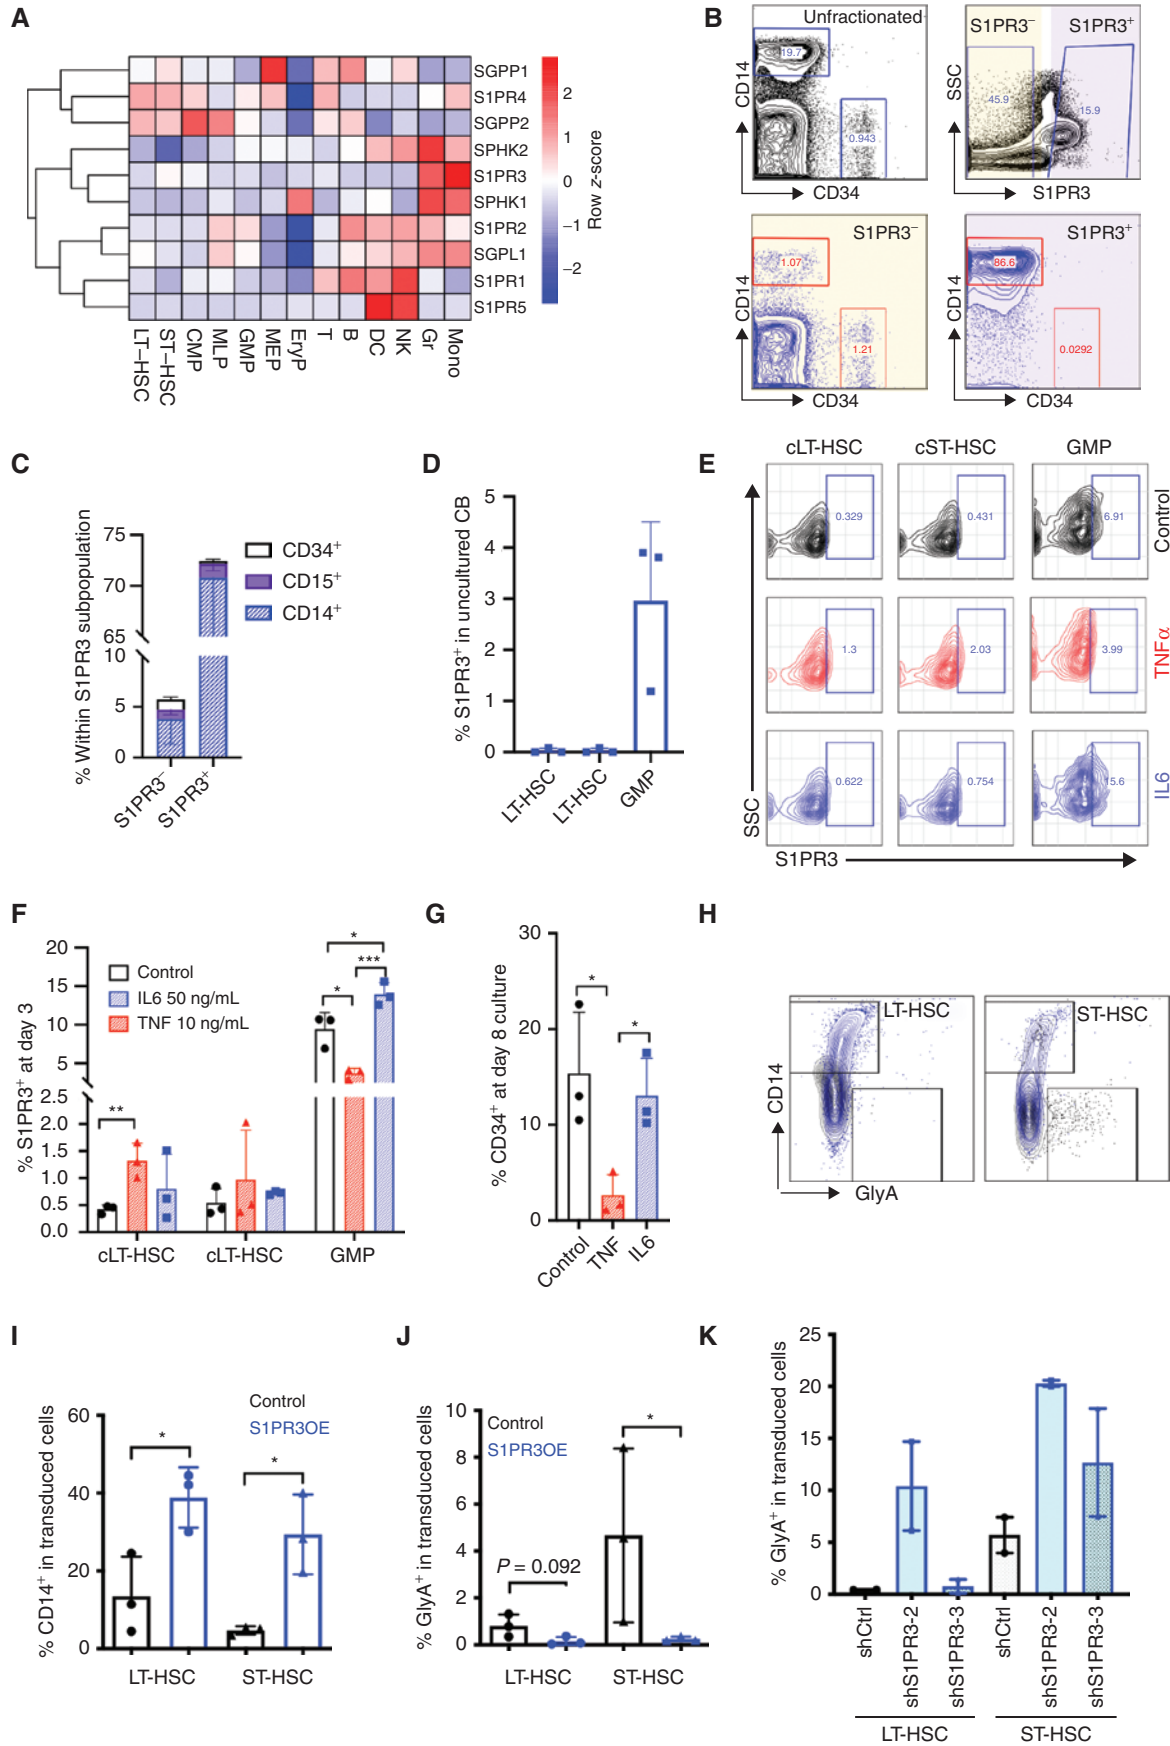 A
SGPP1
S1PR4
SGPP2
SPHK2
S1PR3
SPHK1
S1PR2
SGPL1
S1PR1
S1PR5
LT–HSC
ST–HSC
CMP
MLP
GMP
MEP
EryP
T
B
DC
NK
Gr
Mono
2
1
0
−1
−2
Row z-score
B
Unfractionated
19.7
0.943
CD14
CD34
S1PR3⁻
S1PR3⁺
45.9
15.9
SSC
S1PR3
S1PR3⁻
1.07
1.21
CD14
CD34
S1PR3⁺
86.6
0.0292
CD14
CD34
C
% Within S1PR3 subpopulation
75
70
65
10
5
0
S1PR3⁻
S1PR3⁺
CD34⁺
CD15⁺
CD14⁺
D
% S1PR3⁺ in uncultured CB
5
4
3
2
1
0
LT-HSC
LT-HSC
GMP
E
cLT-HSC
cST-HSC
GMP
0.329
0.431
6.91
Control
1.3
2.03
3.99
TNFα
0.622
0.754
15.6
IL6
SSC
S1PR3
F
% S1PR3⁺ at day 3
20
15
10
5
2.5
2.0
1.5
1.0
0.5
0.0
Control
IL6 50 ng/mL
TNF 10 ng/mL
**
*
***
*
cLT-HSC
cLT-HSC
GMP
G
% CD34⁺ at day 8 culture
30
20
10
0
*
*
Control
TNF
IL6
H
LT-HSC
ST-HSC
CD14
GlyA
I
% CD14⁺ in transduced cells
60
40
20
0
Control
S1PR3OE
*
*
LT-HSC
ST-HSC
J
% GlyA⁺ in transduced cells
10
8
6
4
2
0
Control
S1PR3OE
P = 0.092
*
LT-HSC
ST-HSC
K
% GlyA⁺ in transduced cells
25
20
15
10
5
0
shCtrl
shS1PR3-2
shS1PR3-3
shCtrl
shS1PR3-2
shS1PR3-3
LT-HSC
ST-HSC